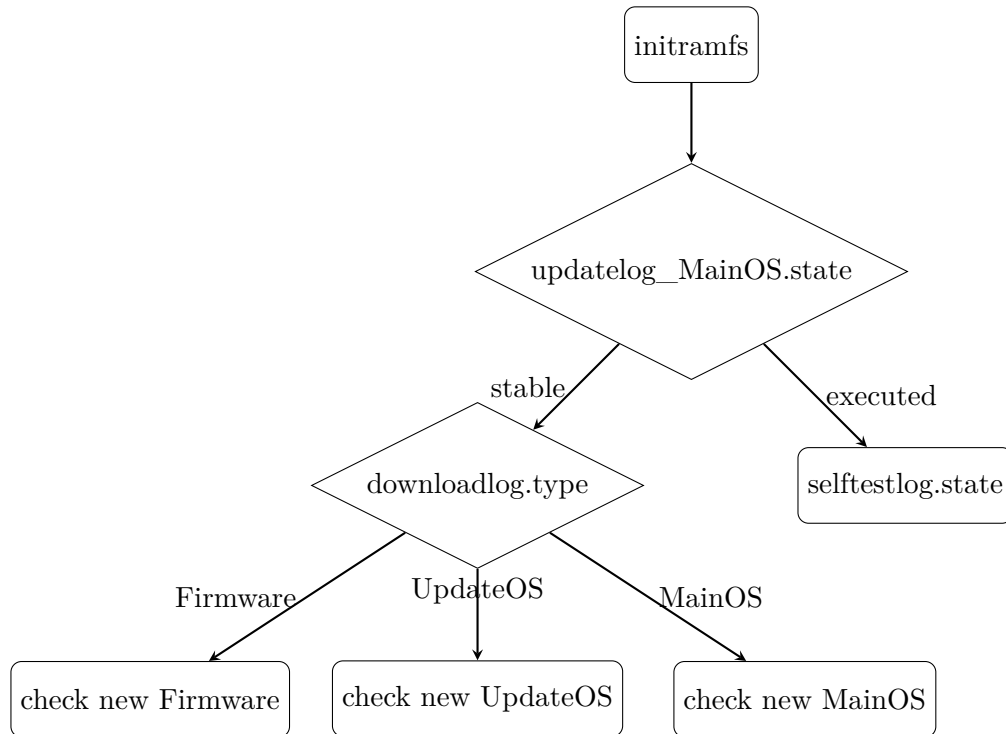 initramfs
updatelog_MainOS.state
stable
executed
downloadlog.type
selftestlog.state
Firmware
UpdateOS
MainOS
check new Firmware
check new UpdateOS
check new MainOS